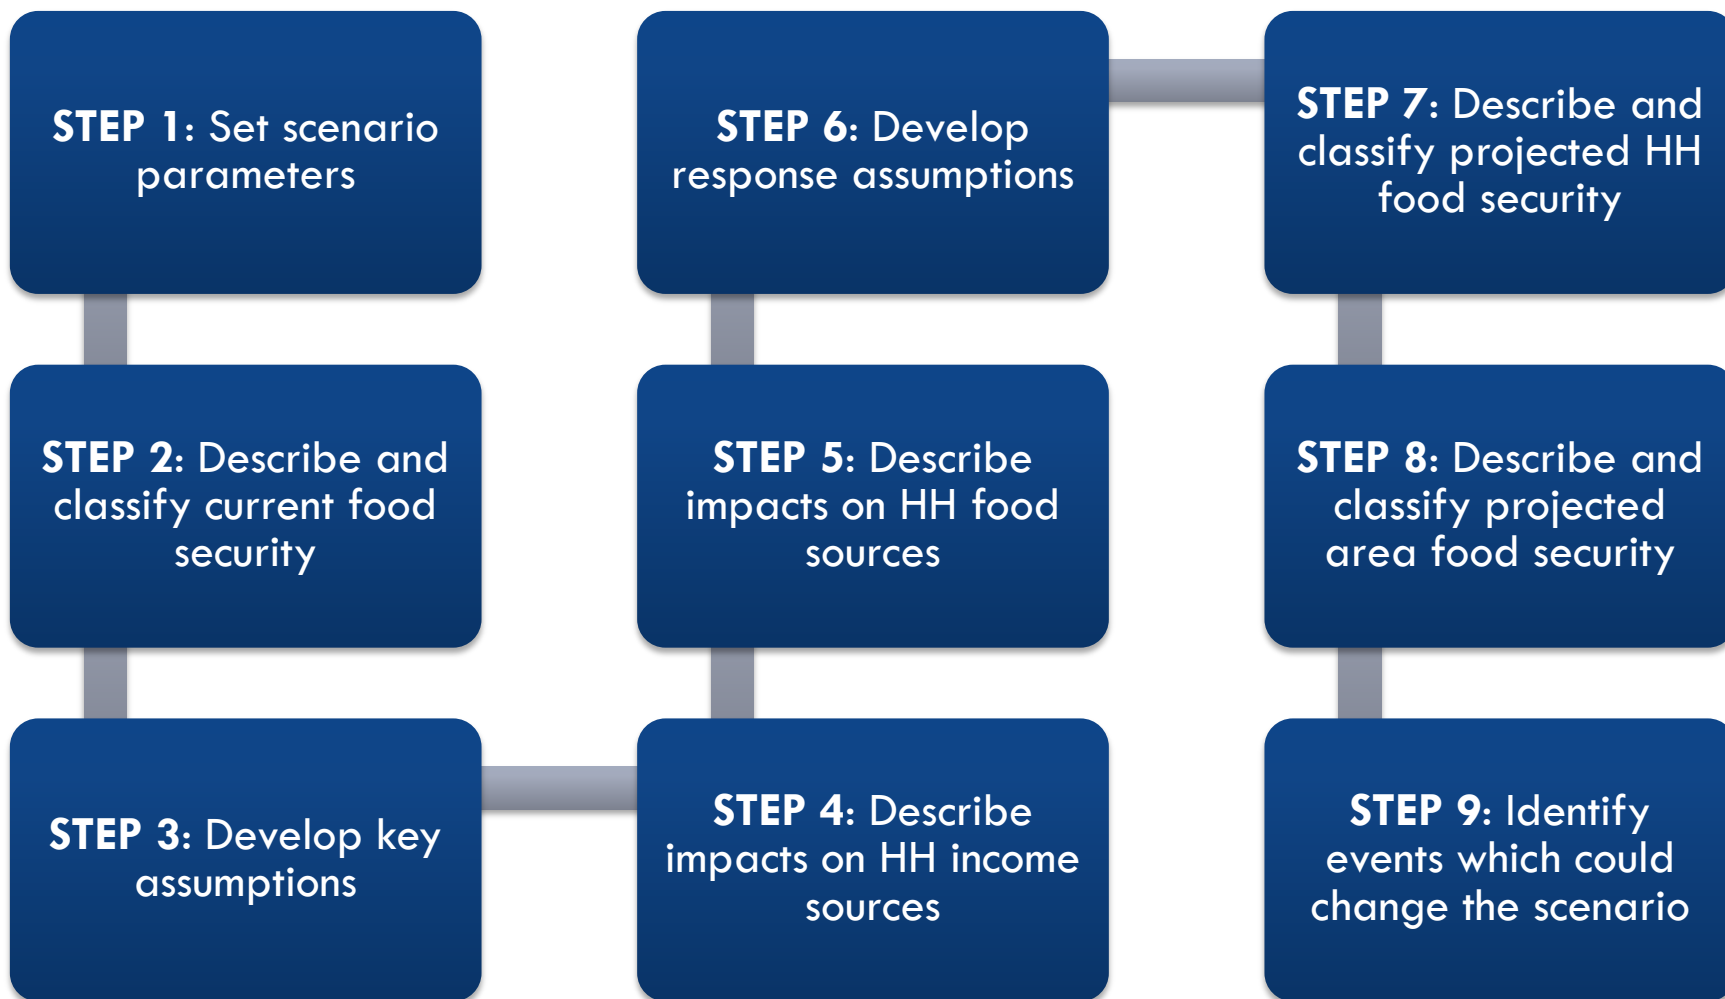 STEP 1: Set scenario
parameters
STEP 2: Describe and
classify current food
security
STEP 3: Develop key
assumptions
STEP 4: Describe
impacts on HH income
sources
STEP 5: Describe
impacts on HH food
sources
STEP 6: Develop
response assumptions
STEP 7: Describe and
classify projected HH
food security
STEP 8: Describe and
classify projected
area food security
STEP 9: Identify
events which could
change the scenario